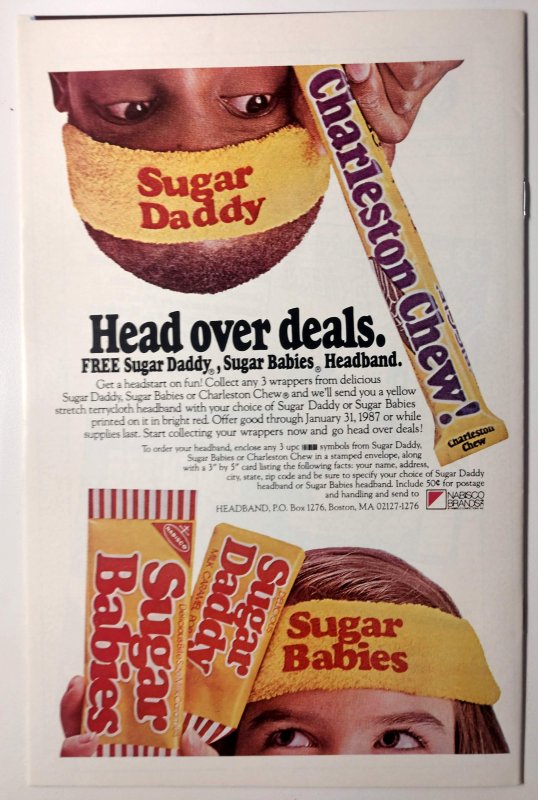 Sugar
Daddy
Charleston Chew!
Charleston
Chew
Head over deals.
FREE Sugar Daddy®, Sugar Babies® Headband.
Get a headstart on fun! Collect any 3 wrappers from delicious
Sugar Daddy, Sugar Babies or Charleston Chew® and we'll send you a yellow
stretch terrycloth headband with your choice of Sugar Daddy or Sugar Babies
printed on it in bright red. Offer good through January 31, 1987 or while
supplies last. Start collecting your wrappers now and go head over deals!
To order your headband, enclose any 3 upc symbols from Sugar Daddy,
Sugar Babies or Charleston Chew in a stamped envelope, along
with a 3" by 5" card listing the following facts: your name, address,
city, state, zip code and be sure to specify your choice of Sugar Daddy
headband or Sugar Babies headband. Include 50¢ for postage
and handling and send to
HEADBAND, P.O. Box 1276, Boston, MA 02127-1276
NABISCO
BRANDS
NABISCO
Sugar
Babies
DELICIOUS
Sugar
Daddy
MILK CARAMEL POP
Sugar
Babies